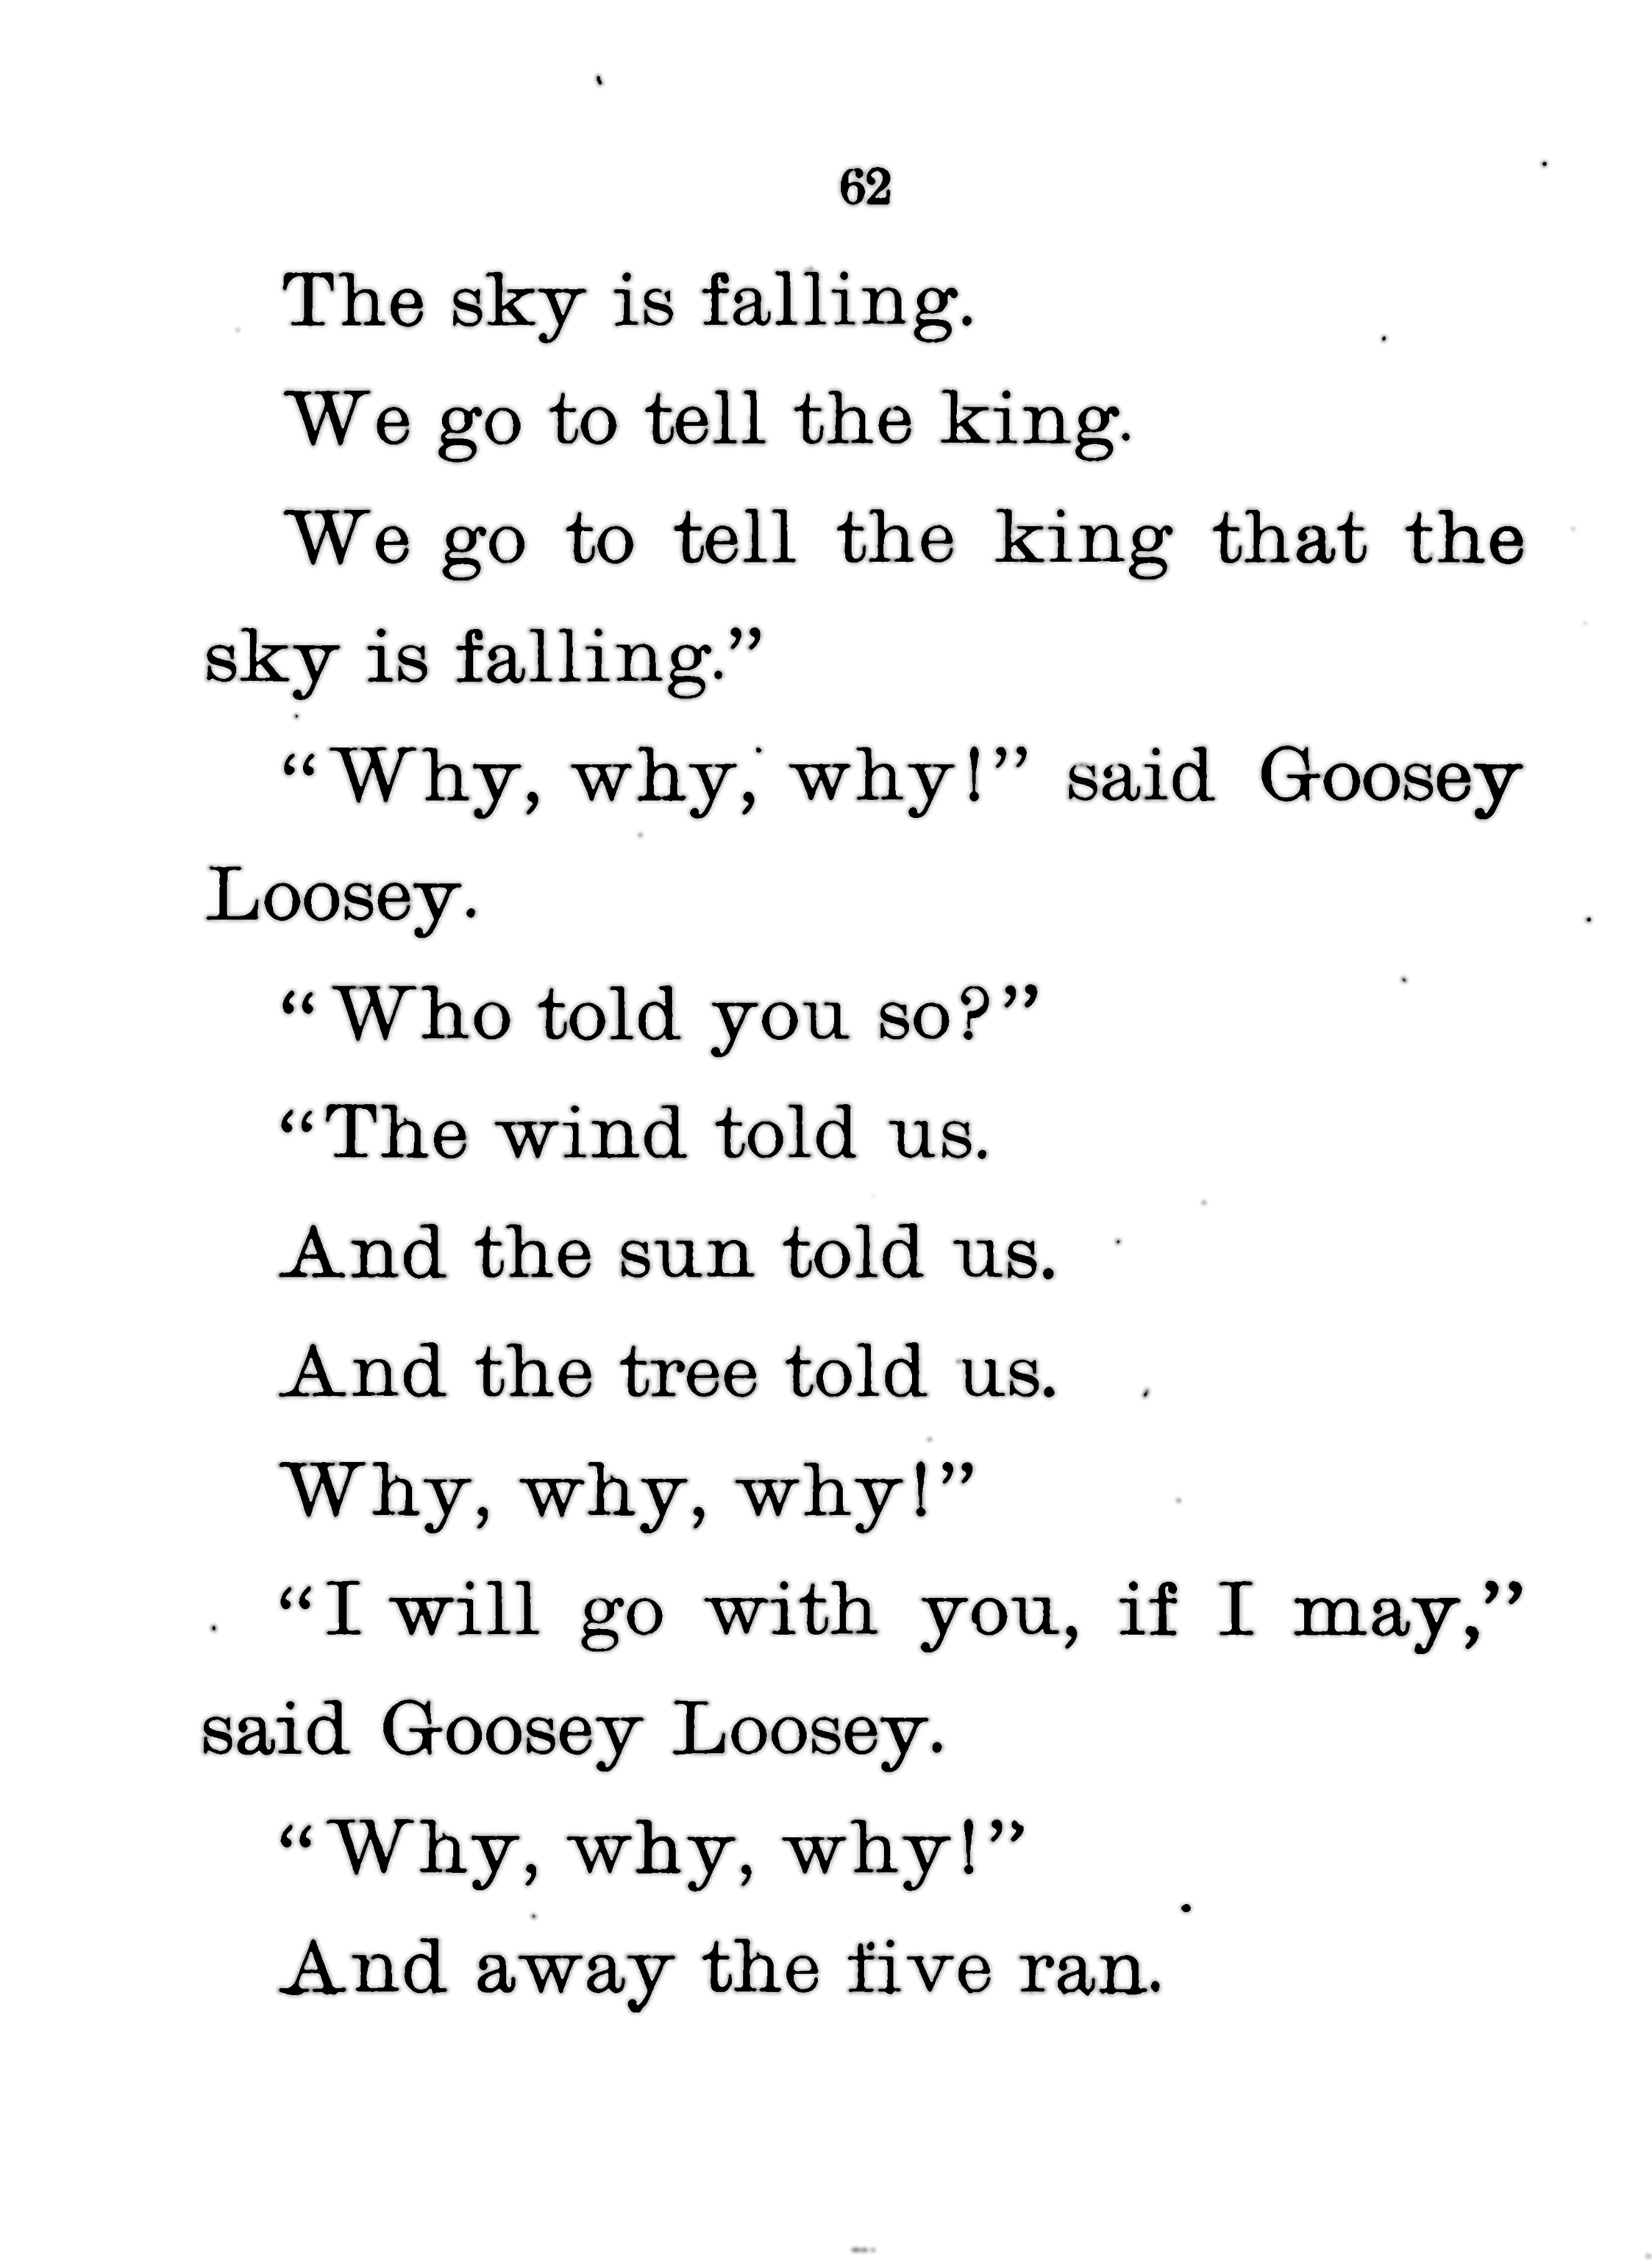 62
The sky is falling.
We go to tell the king.
We go to tell the king that the
sky is falling.”
“Why, why, why!” said Goosey
Loosey.
“Who told you so?”
“The wind told us.
And the sun told us.
And the tree told us.
Why, why, why!”
“I will go with you, if I may,”
said Goosey Loosey.
“Why, why, why!”
And away the five ran.